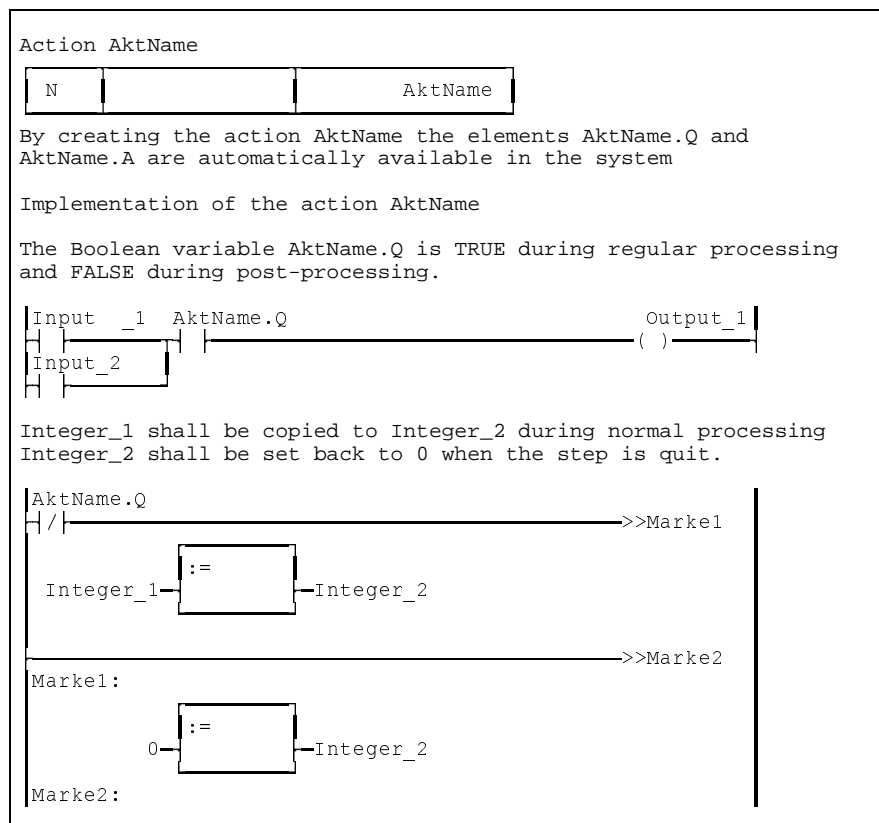 Action AktName
N AktName
By creating the action AktName the elements AktName.Q and
AktName.A are automatically available in the system
Implementation of the action AktName
The Boolean variable AktName.Q is TRUE during regular processing
and FALSE during post-processing.
Input _1 AktName.Q Output_1
( )
Input_2
Integer_1 shall be copied to Integer_2 during normal processing
Integer_2 shall be set back to 0 when the step is quit.
AktName.Q
/ >>Marke1
:=
Integer_1 Integer_2
>>Marke2
Marke1:
:=
0 Integer_2
Marke2: